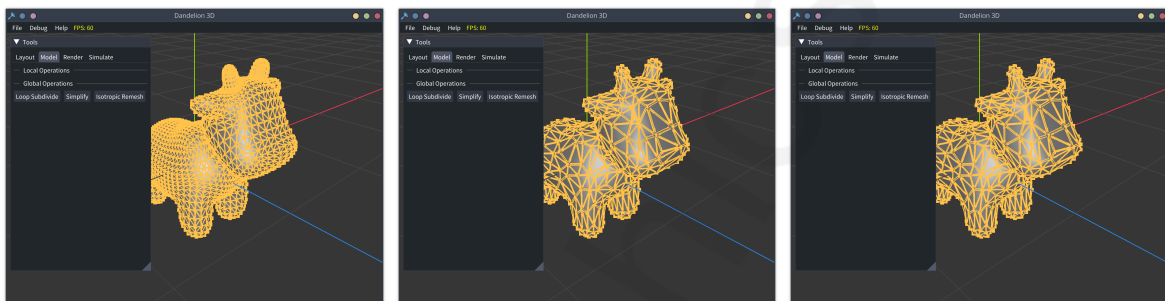 Dandelion 3D
File Debug Help FPS: 60
Tools
Layout Model Render Simulate
Local Operations
Global Operations
Loop Subdivide Simplify Isotropic Remesh
Dandelion 3D
File Debug Help FPS: 60
Tools
Layout Model Render Simulate
Local Operations
Global Operations
Loop Subdivide Simplify Isotropic Remesh
Dandelion 3D
File Debug Help FPS: 60
Tools
Layout Model Render Simulate
Local Operations
Global Operations
Loop Subdivide Simplify Isotropic Remesh